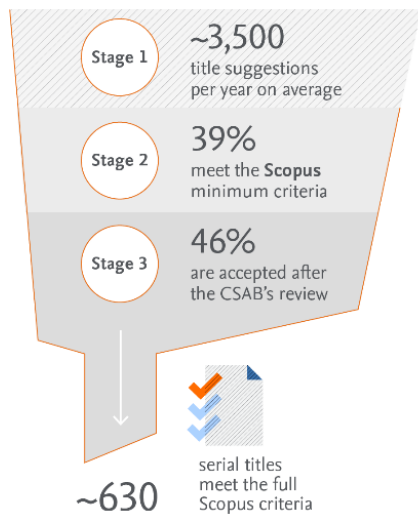 Stage 1
~3,500
title suggestions
per year on average
Stage 2
39%
meet the Scopus
minimum criteria
Stage 3
46%
are accepted after
the CSAB’s review
~630
serial titles
meet the full
Scopus criteria